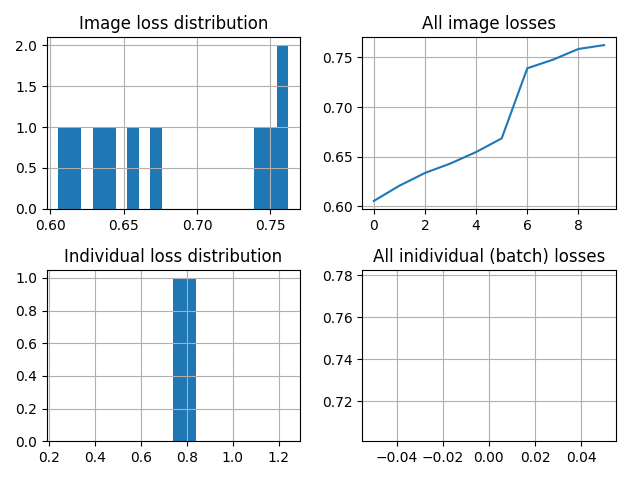 Image loss distribution
2.0
1.5
1.0
0.5
0.0
0.60 0.65 0.70 0.75
All image losses
0.75
0.70
0.65
0.60
0 2 4 6 8
Individual loss distribution
1.0
0.8
0.6
0.4
0.2
0.0
0.2 0.4 0.6 0.8 1.0 1.2
All inidividual (batch) losses
0.78
0.76
0.74
0.72
−0.04 −0.02 0.00 0.02 0.04